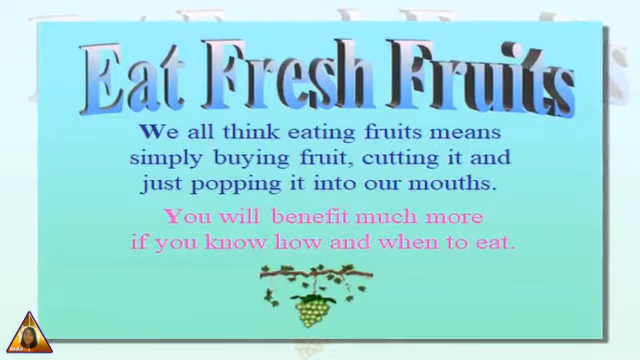 Eat Fresh Fruits
We all think eating fruits means
simply buying fruit, cutting it and
just popping it into our mouths.
You will benefit much more
if you know how and when to eat.